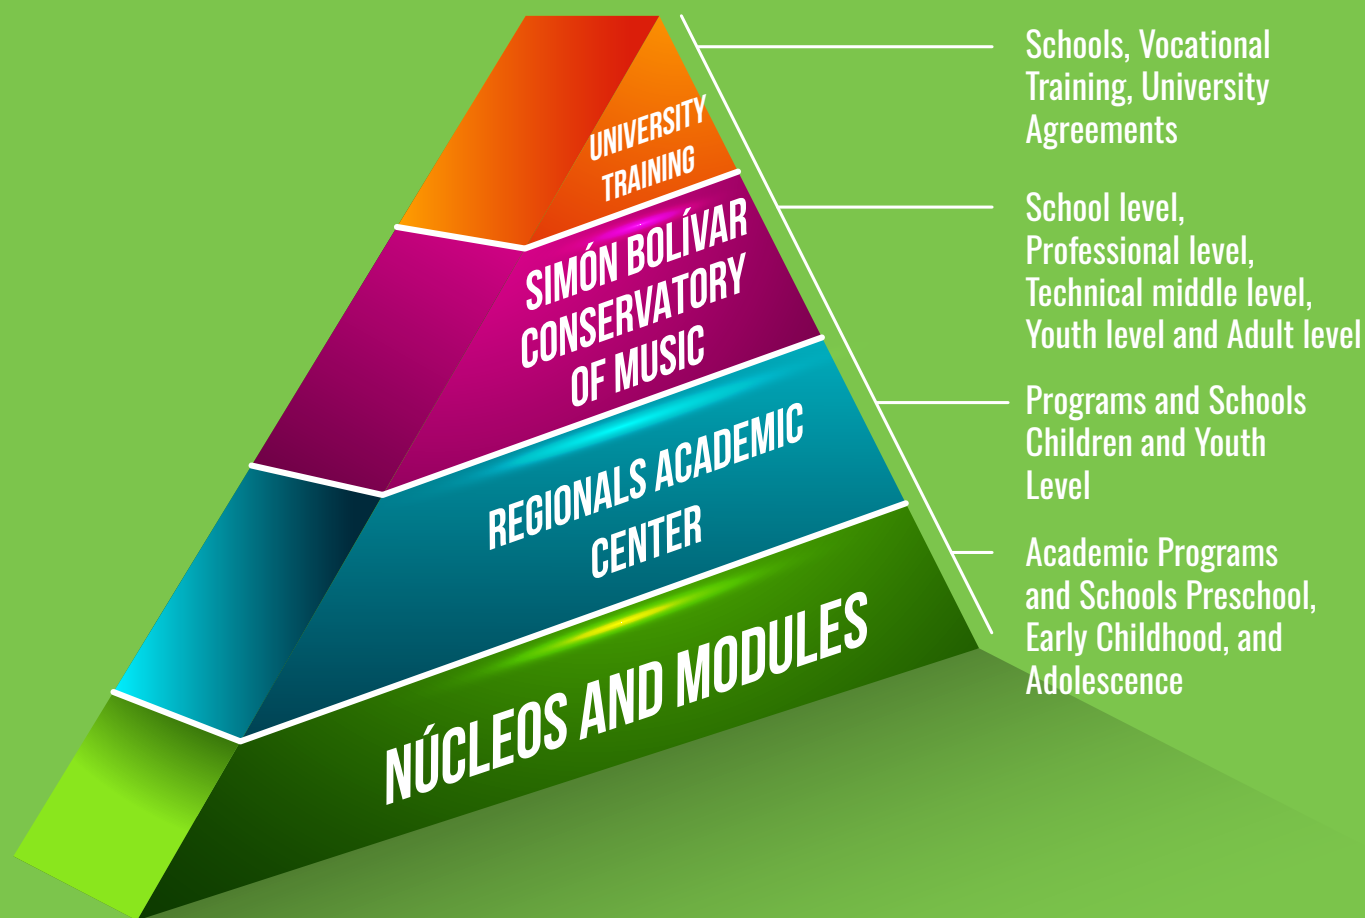 UNIVERSITY
TRAINING
Schools, Vocational
Training, University
Agreements
SIMÓN BOLÍVAR
CONSERVATORY
OF MUSIC
School level,
Professional level,
Technical middle level,
Youth level and Adult level
REGIONALS ACADEMIC
CENTER
Programs and Schools
Children and Youth
Level
NÚCLEOS AND MODULES
Academic Programs
and Schools Preschool,
Early Childhood, and
Adolescence